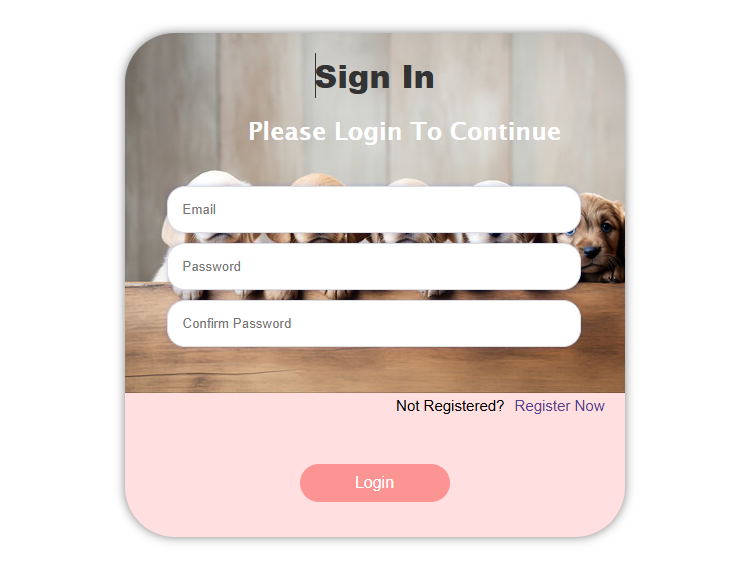 Sign In
Please Login To Continue
Email
Password
Confirm Password
Not Registered? Register Now
Login